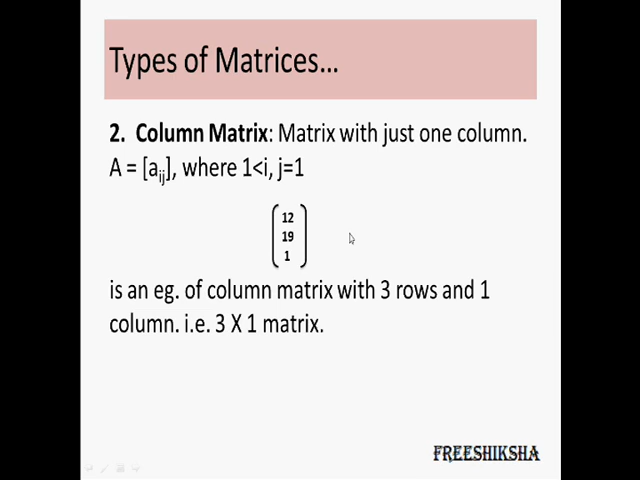 Types of Matrices...
2. Column Matrix: Matrix with just one column.
A = [aij], where 1<i, j=1
12
19
1
is an eg. of column matrix with 3 rows and 1
column. i.e. 3 X 1 matrix.
FREESHIKSHA